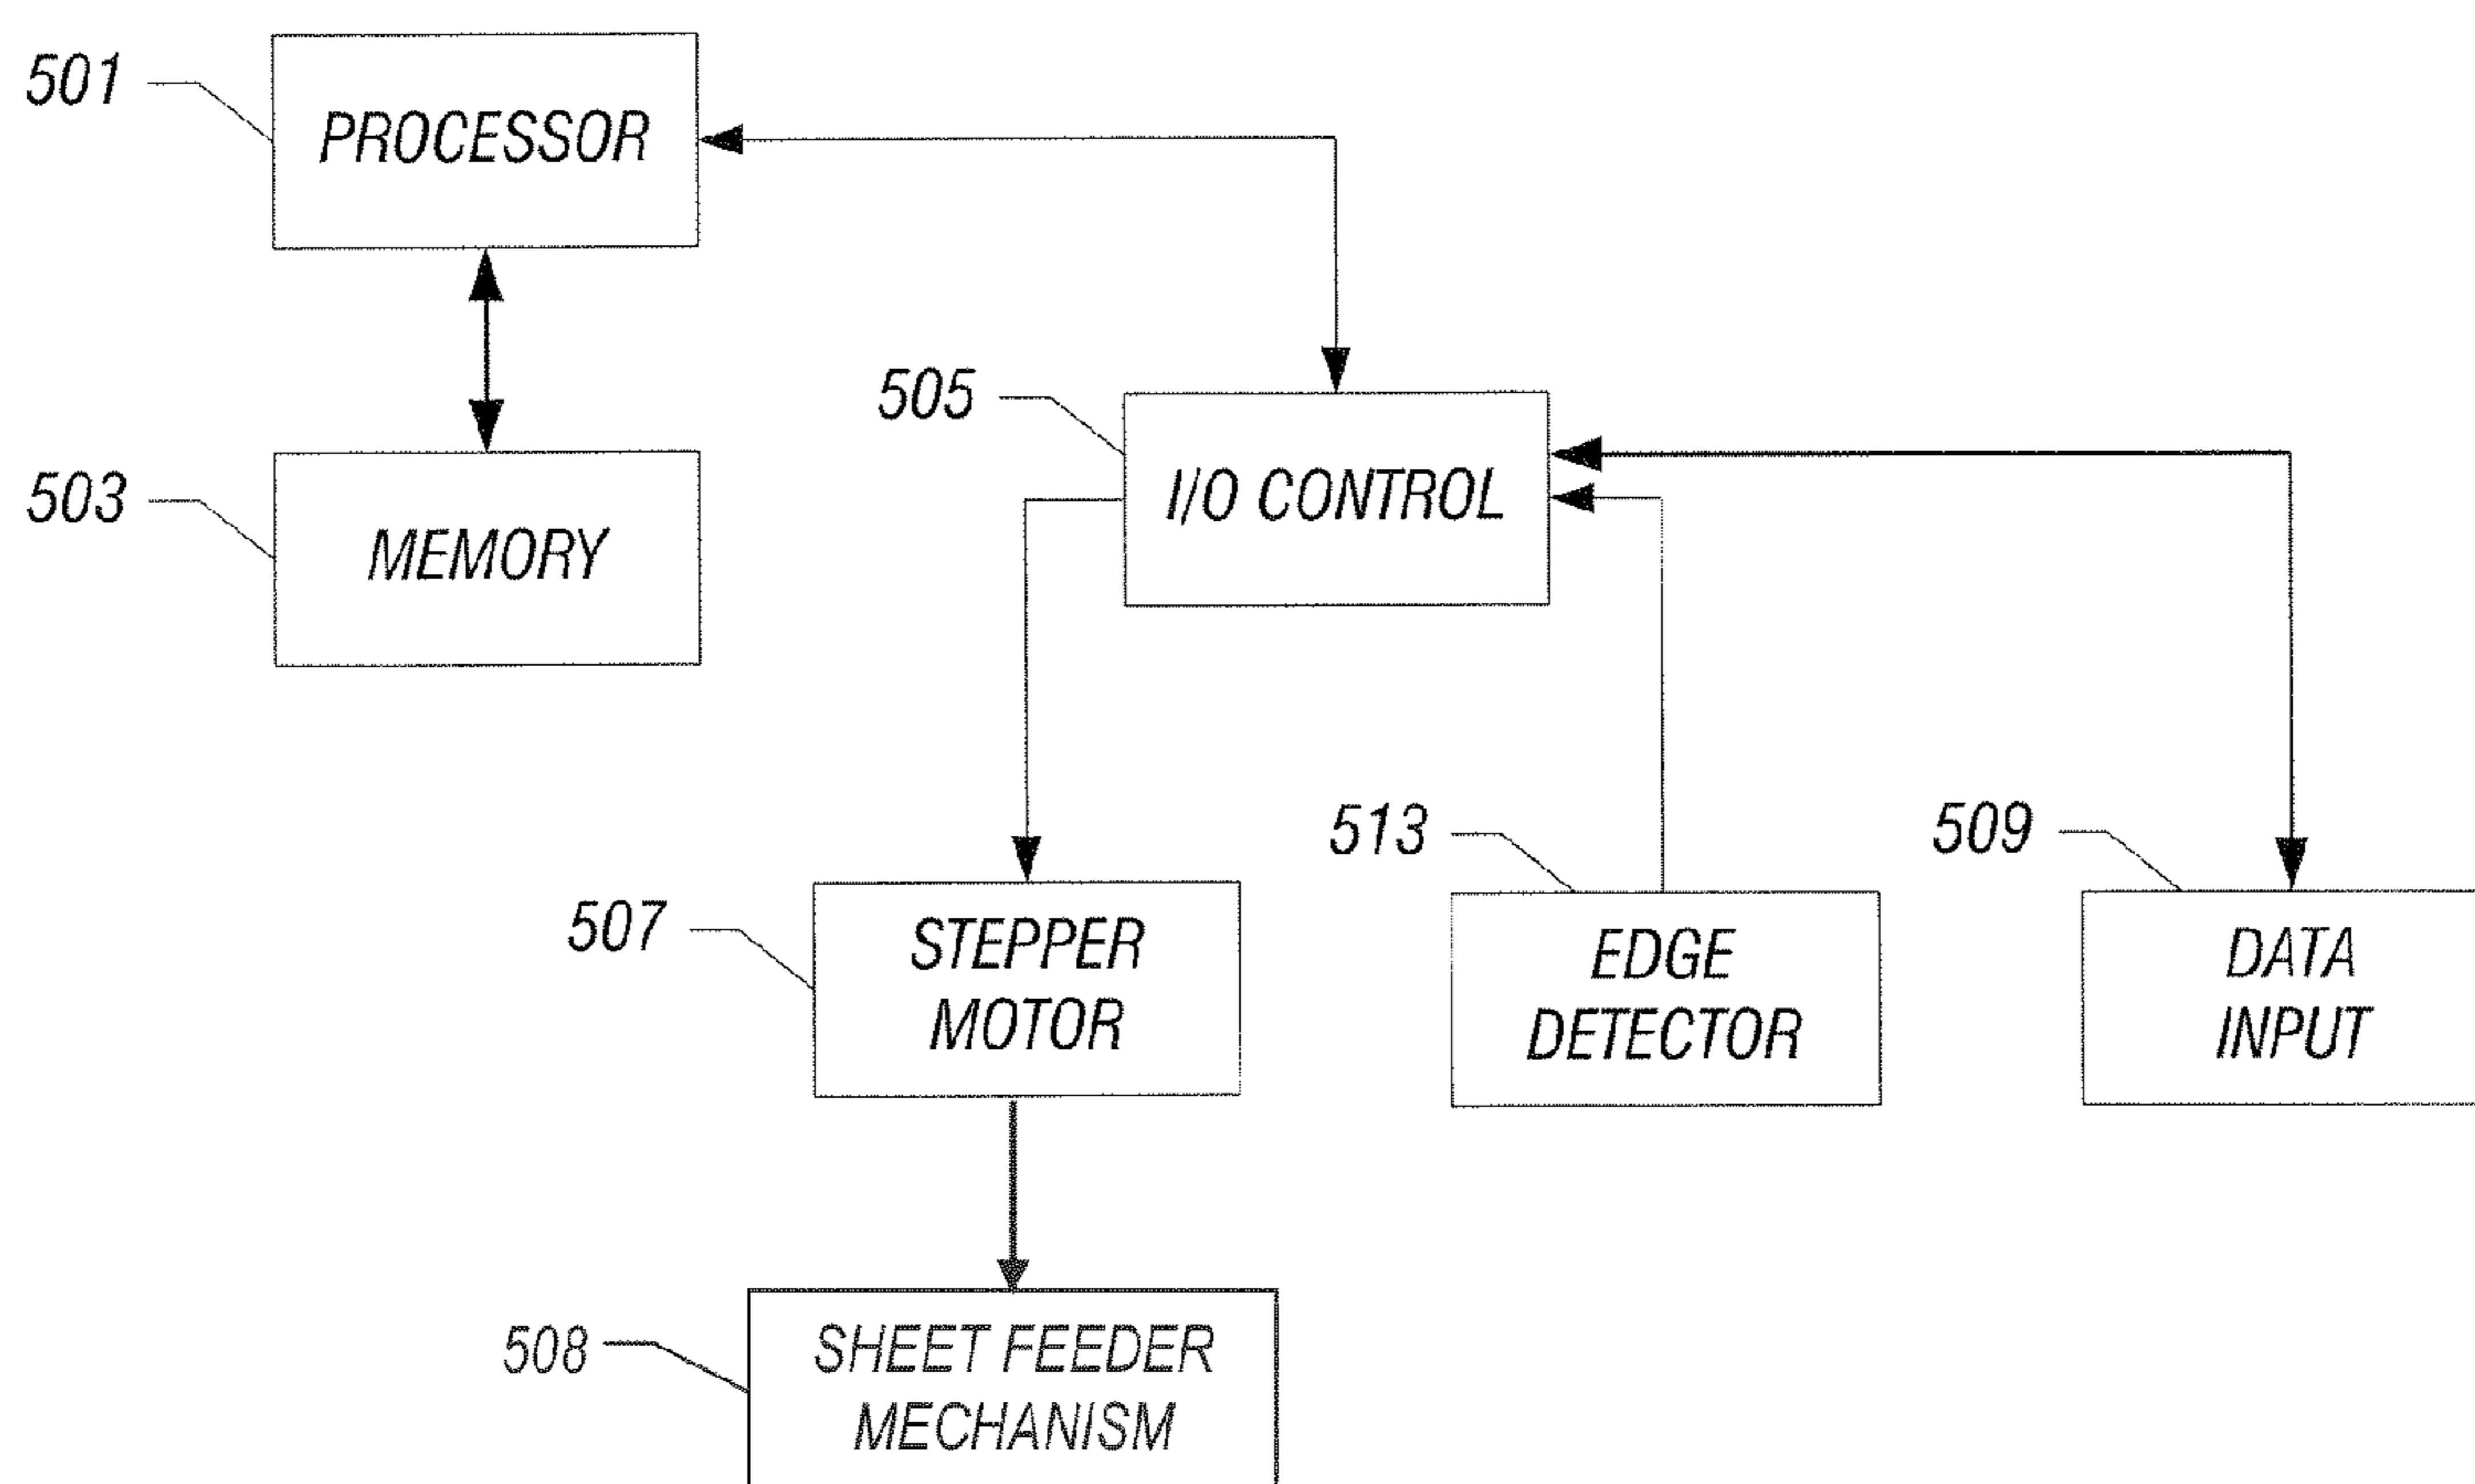 501
PROCESSOR
503
MEMORY
505
I/O CONTROL
507
STEPPER
MOTOR
513
EDGE
DETECTOR
509
DATA
INPUT
508
SHEET FEEDER
MECHANISM